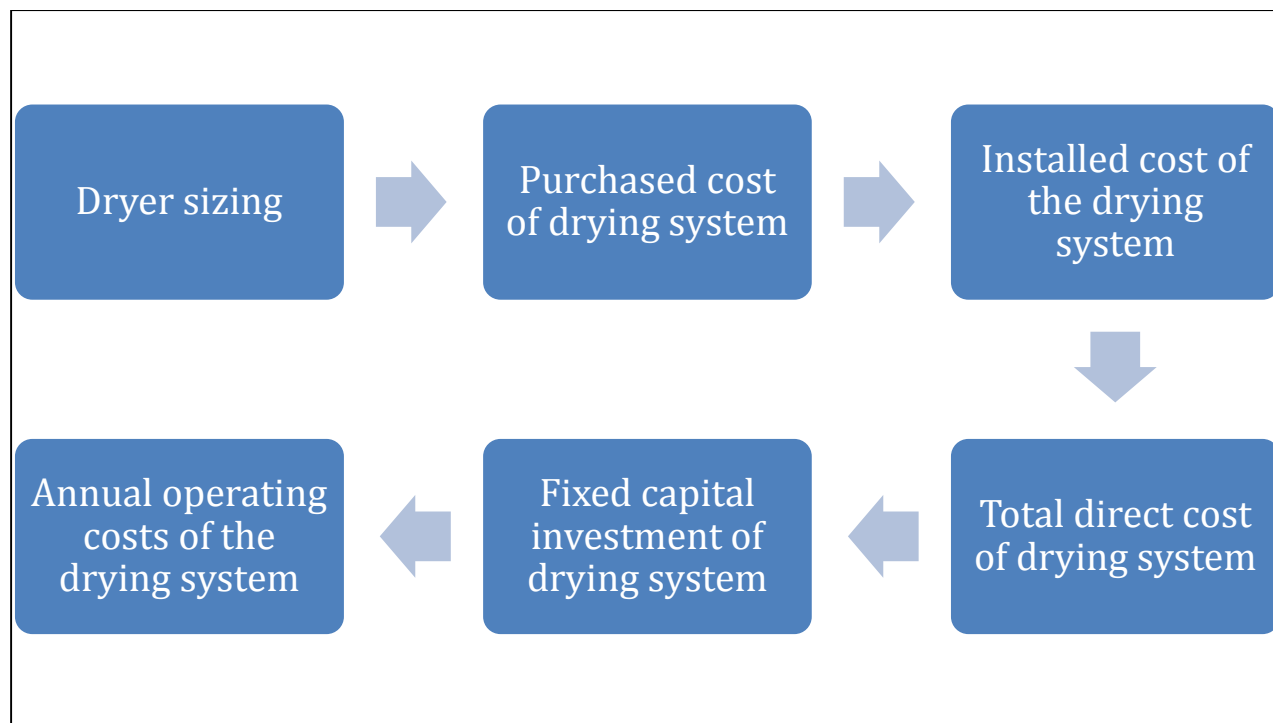 Dryer sizing
Purchased cost
of drying system
Installed cost of
the drying
system
Total direct cost
of drying system
Fixed capital
investment of
drying system
Annual operating
costs of the
drying system